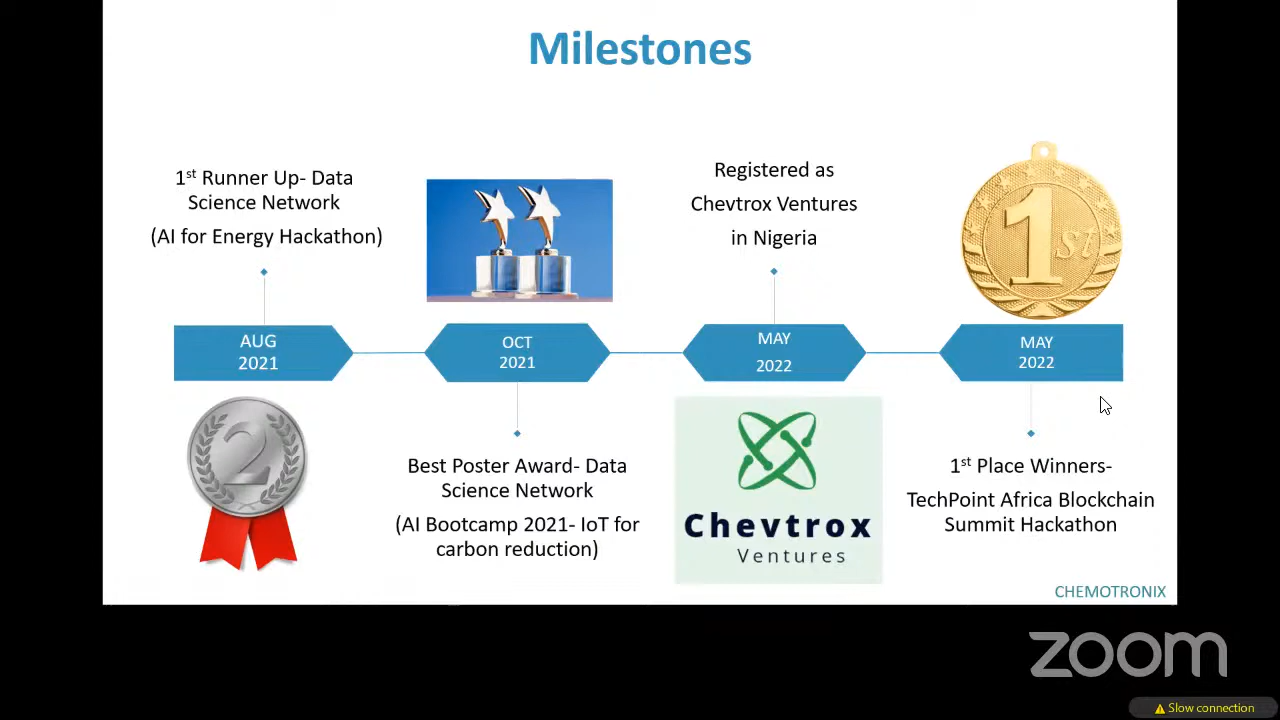 Milestones
1st Runner Up- Data
Science Network
(AI for Energy Hackathon)
AUG
2021
2
OCT
2021
Best Poster Award- Data
Science Network
(AI Bootcamp 2021- IoT for
carbon reduction)
Registered as
Chevtrox Ventures
in Nigeria
MAY
2022
Chevtrox
Ventures
1st
MAY
2022
1st Place Winners-
TechPoint Africa Blockchain
Summit Hackathon
CHEMOTRONIX
zoom
Slow connection